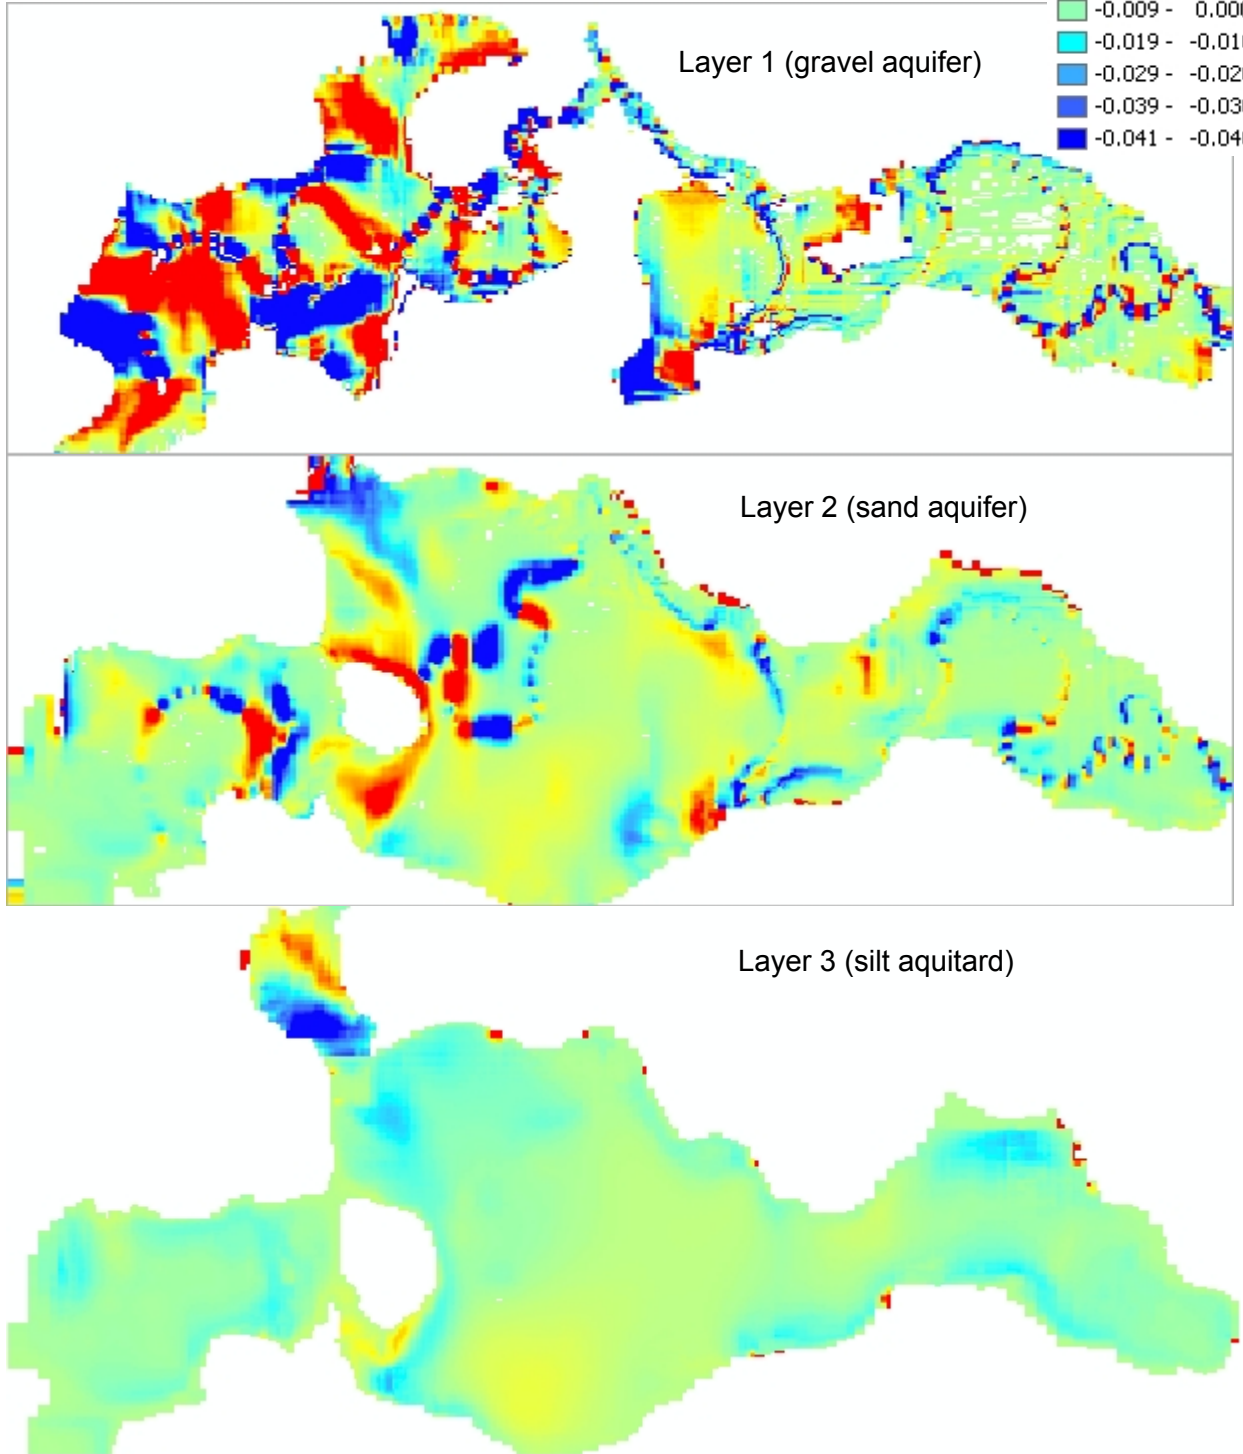 -0.009 - 0.00
-0.019 - -0.01
-0.029 - -0.02
-0.039 - -0.03
-0.041 - -0.04
Layer 1 (gravel aquifer)
Layer 2 (sand aquifer)
Layer 3 (silt aquitard)